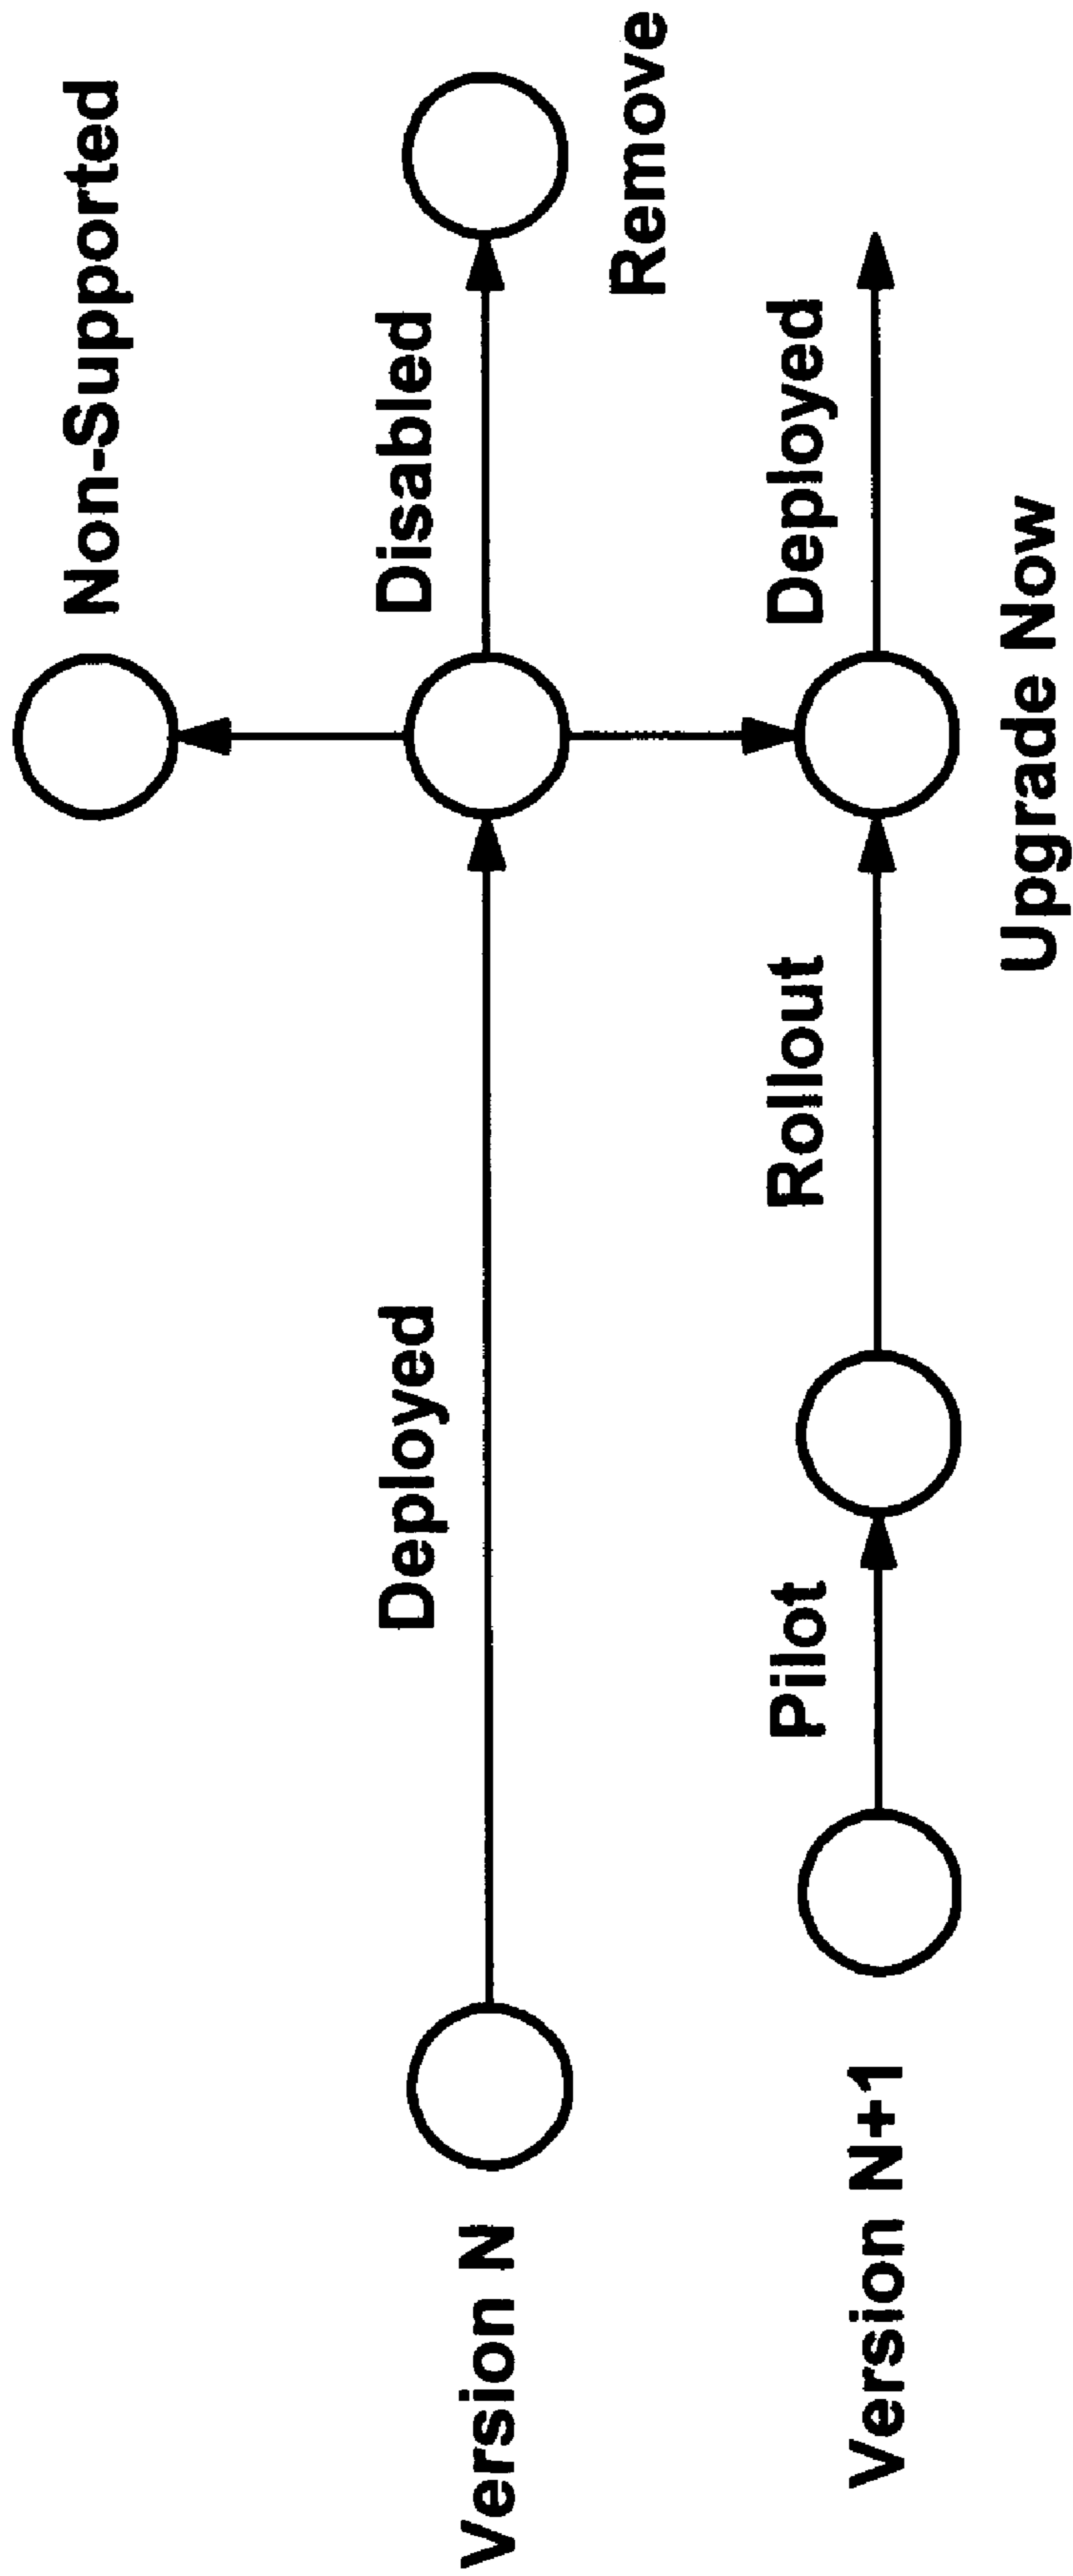 Non-Supported
Deployed
Disabled
Version N
Remove
Pilot
Rollout
Deployed
Version N+1
Upgrade Now